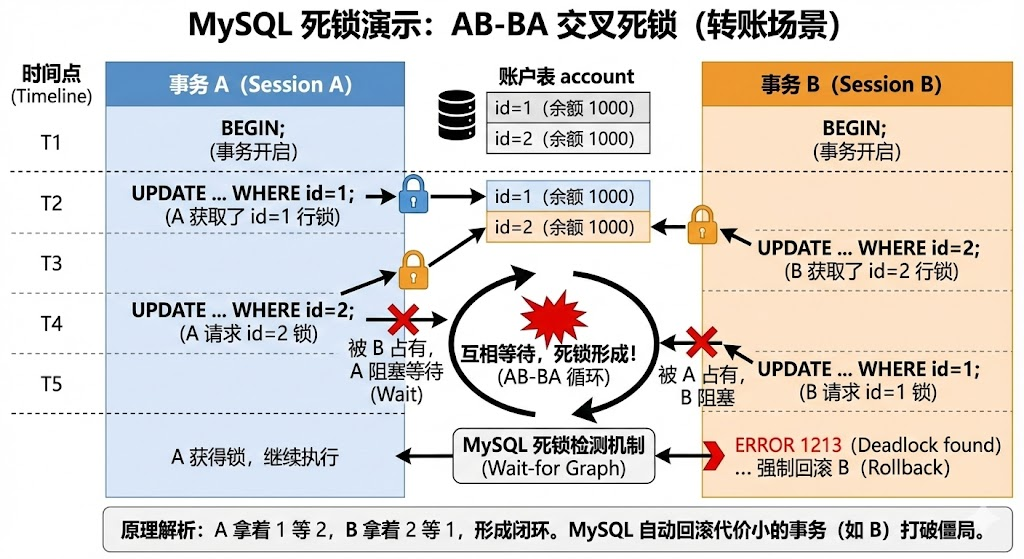 MySQL 死锁演示：AB-BA 交叉死锁（转账场景）
时间点
(Timeline)
事务 A（Session A）
账户表 account
事务 B（Session B）
id=1（余额 1000）
id=2（余额 1000）
T1
BEGIN;
(事务开启)
BEGIN;
(事务开启)
T2
UPDATE ... WHERE id=1;
(A 获取了 id=1 行锁)
id=1（余额 1000）
id=2（余额 1000）
T3
UPDATE ... WHERE id=2;
(B 获取了 id=2 行锁)
T4
UPDATE ... WHERE id=2;
(A 请求 id=2 锁)
被 B 占有，
A 阻塞等待
(Wait)
互相等待，死锁形成！
(AB-BA 循环)
被 A 占有，
B 阻塞
T5
UPDATE ... WHERE id=1;
(B 请求 id=1 锁)
A 获得锁，继续执行
MySQL 死锁检测机制
(Wait-for Graph)
ERROR 1213（Deadlock found）
... 强制回滚 B（Rollback）
原理解析：A 拿着 1 等 2，B 拿着 2 等 1，形成闭环。MySQL 自动回滚代价小的事务（如 B）打破僵局。